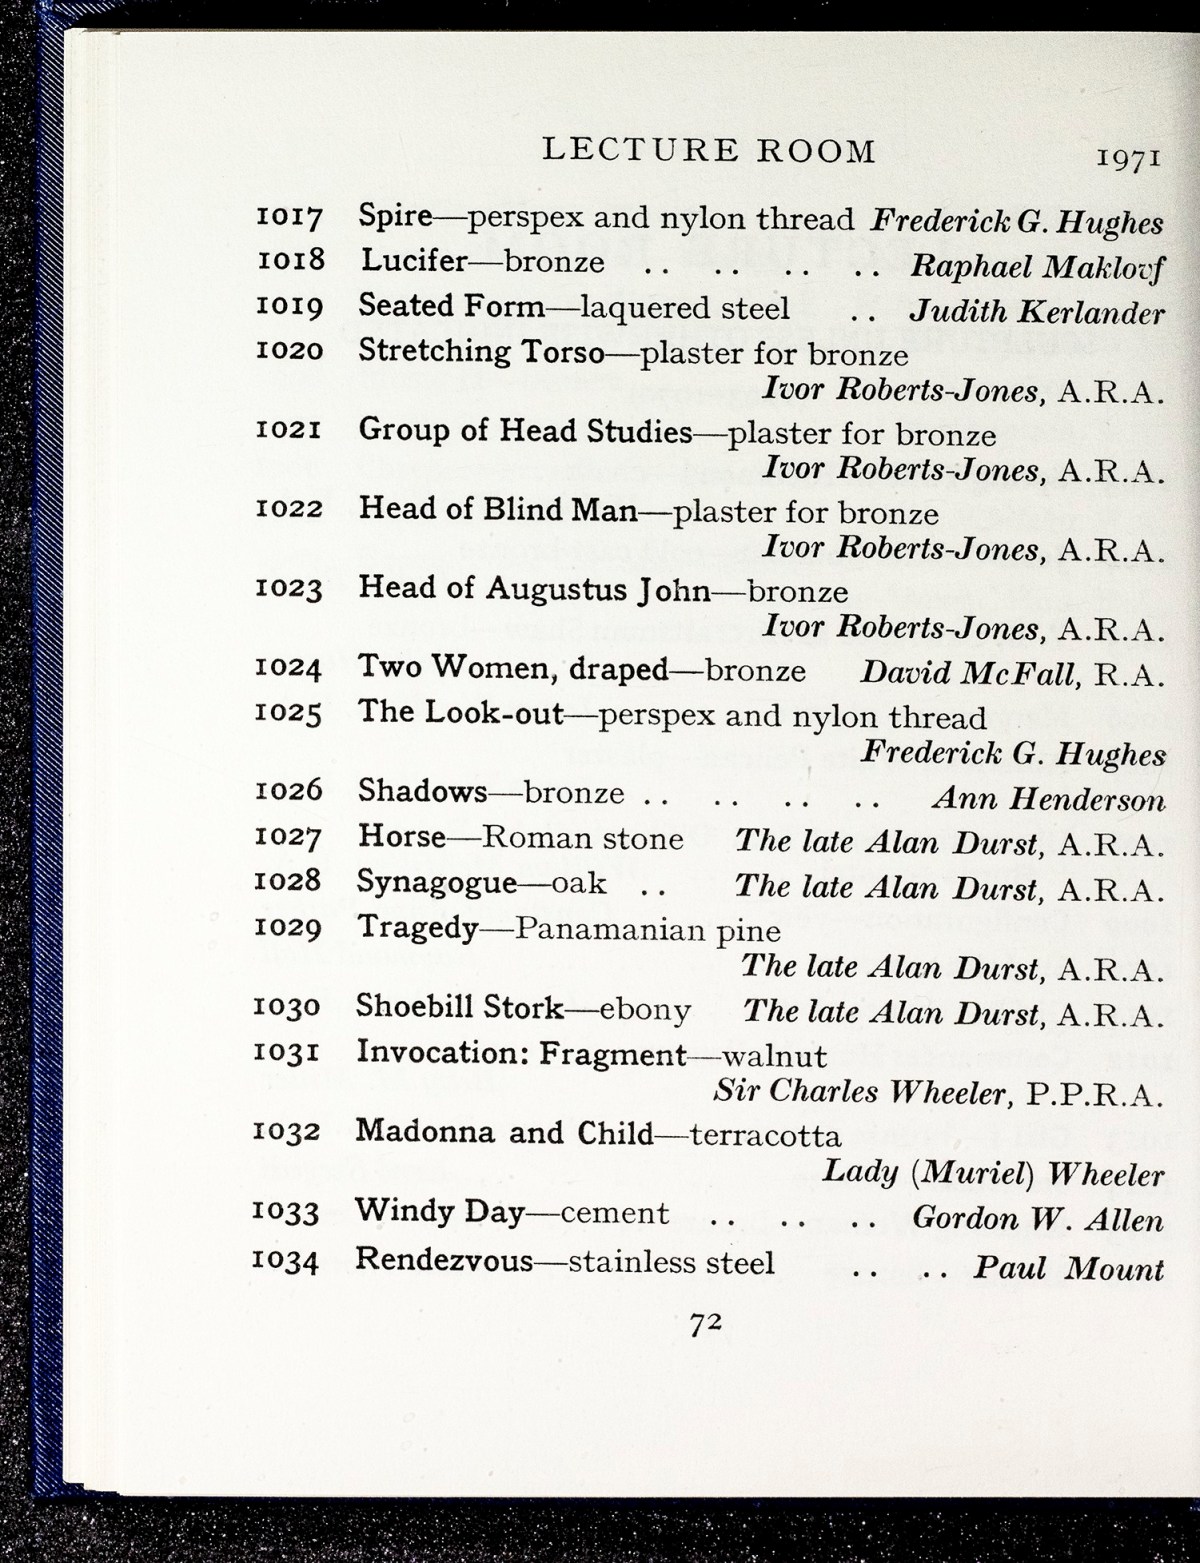 LECTURE ROOM 1971
1017 Spire—perspex and nylon thread Frederick G. Hughes
1018 Lucifer—bronze .. .. .. .. Raphael Maklovf
1019 Seated Form—laquered steel .. Judith Kerlander
1020 Stretching Torso—plaster for bronze
Ivor Roberts-Jones, A.R.A.
1021 Group of Head Studies—plaster for bronze
Ivor Roberts-Jones, A.R.A.
1022 Head of Blind Man—plaster for bronze
Ivor Roberts-Jones, A.R.A.
1023 Head of Augustus John—bronze
Ivor Roberts-Jones, A.R.A.
1024 Two Women, draped—bronze David McFall, R.A.
1025 The Look-out—perspex and nylon thread
Frederick G. Hughes
1026 Shadows—bronze .. .. .. .. Ann Henderson
1027 Horse—Roman stone The late Alan Durst, A.R.A.
1028 Synagogue—oak .. The late Alan Durst, A.R.A.
1029 Tragedy—Panamanian pine
The late Alan Durst, A.R.A.
1030 Shoebill Stork—ebony The late Alan Durst, A.R.A.
1031 Invocation: Fragment—walnut
Sir Charles Wheeler, P.P.R.A.
1032 Madonna and Child—terracotta
Lady (Muriel) Wheeler
1033 Windy Day—cement .. .. .. Gordon W. Allen
1034 Rendezvous—stainless steel .. .. Paul Mount
72